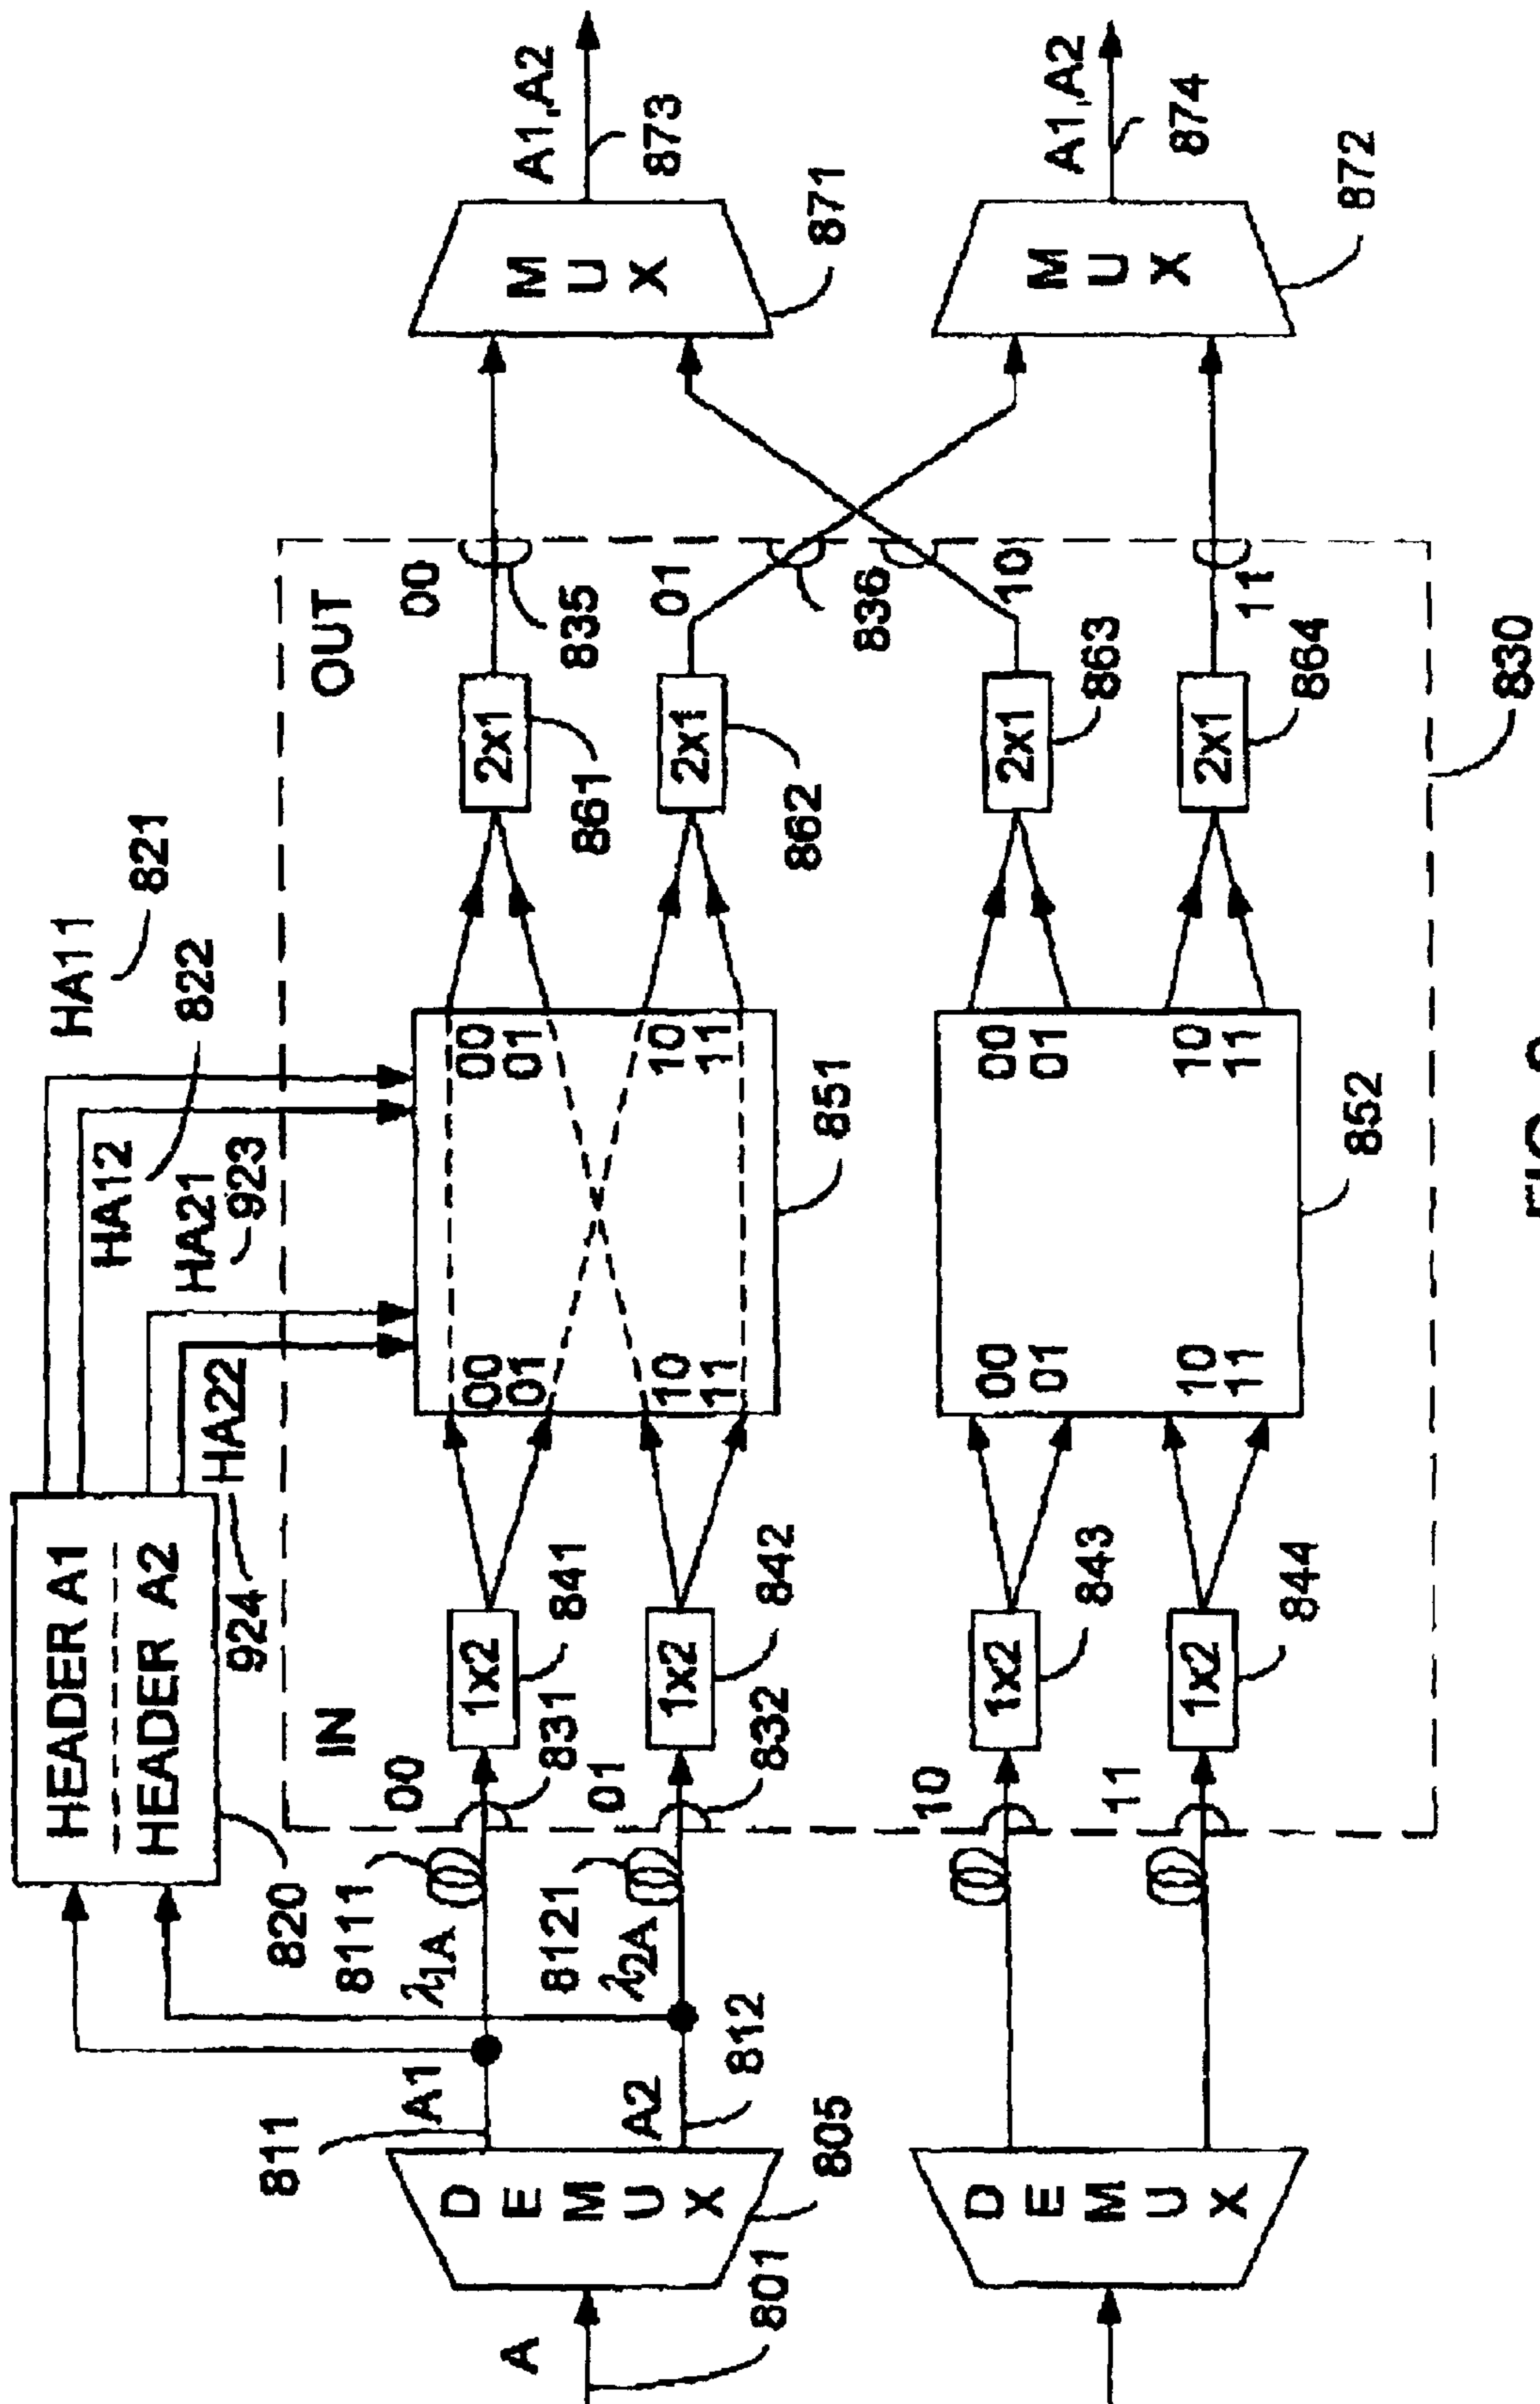 HEADER A1
HEADER A2
820
HA11
821
HA12
822
HA21
923
HA22
924
IN
OUT
A
801
DEMUX
805
811
A1
A2
812
8111
λ1A
8121
λ2A
00
831
01
832
1x2
841
1x2
842
00
01
10
11
00
01
10
11
851
2x1
861
2x1
862
00
835
01
836
MUX
871
A1,A2
873
DEMUX
10
11
1x2
843
1x2
844
00
01
10
11
00
01
10
11
852
2x1
863
2x1
864
10
11
MUX
872
A1,A2
874
830